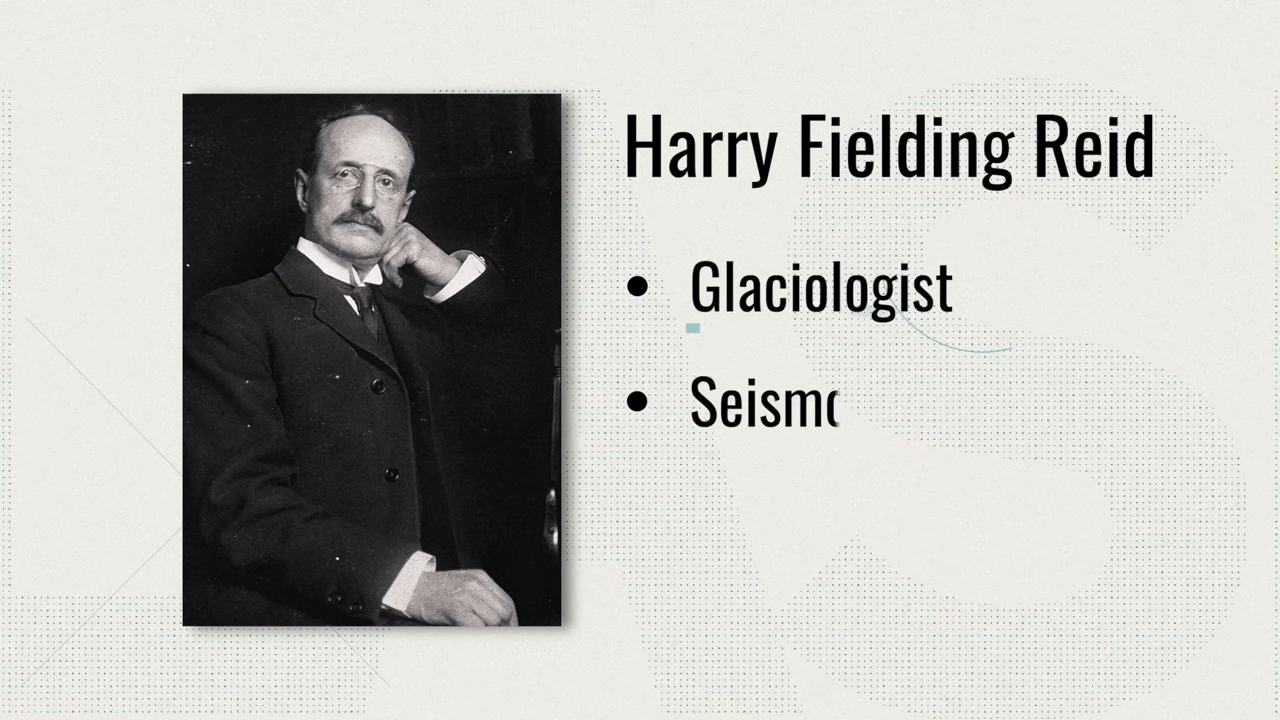 Harry Fielding Reid
• Glaciologist
• Seismo